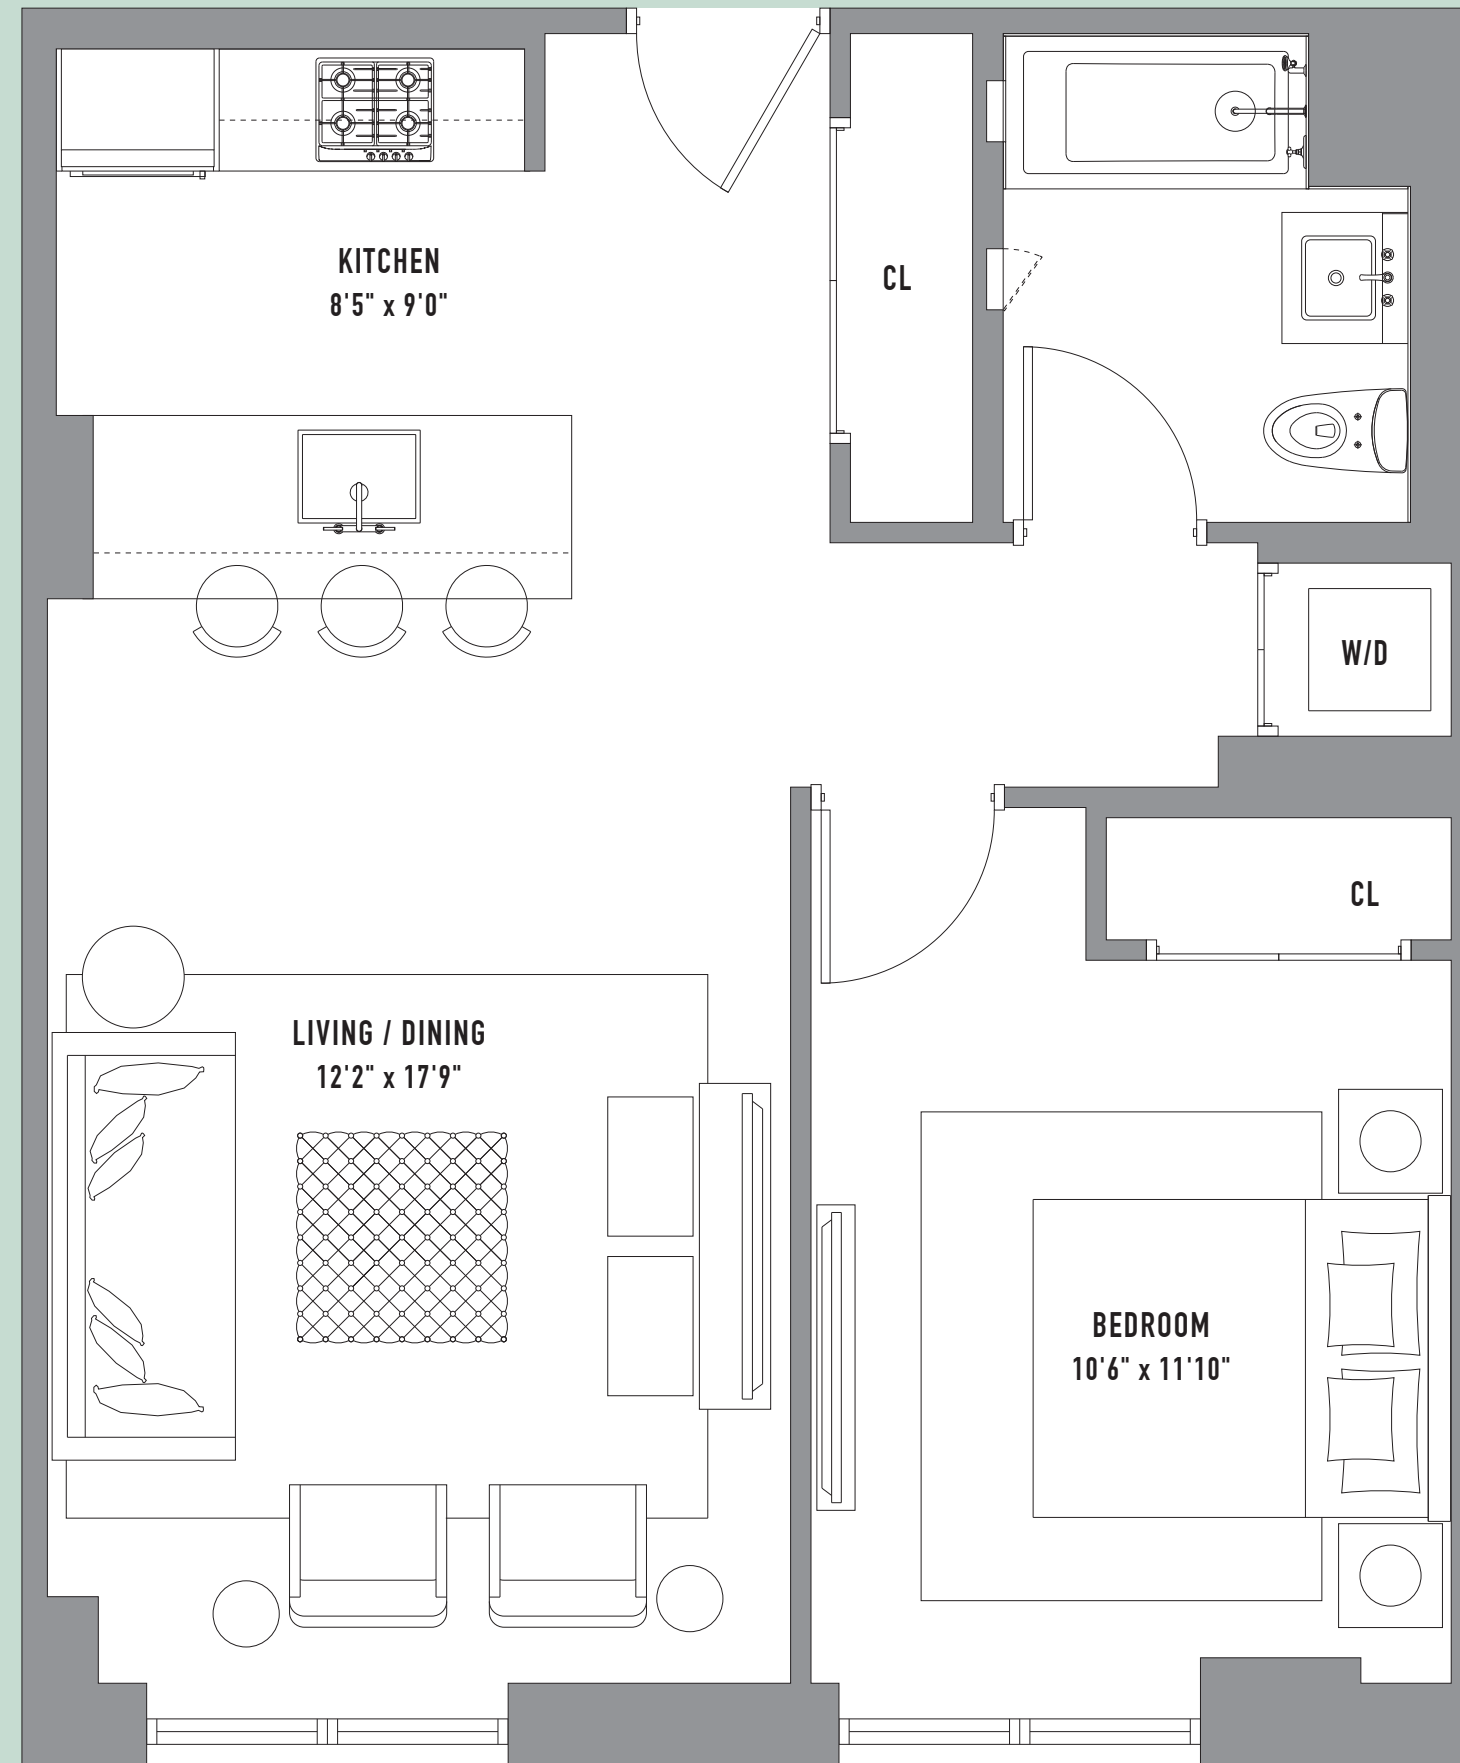 KITCHEN
8'5" x 9'0"
CL
W/D
CL
LIVING / DINING
12'2" x 17'9"
BEDROOM
10'6" x 11'10"